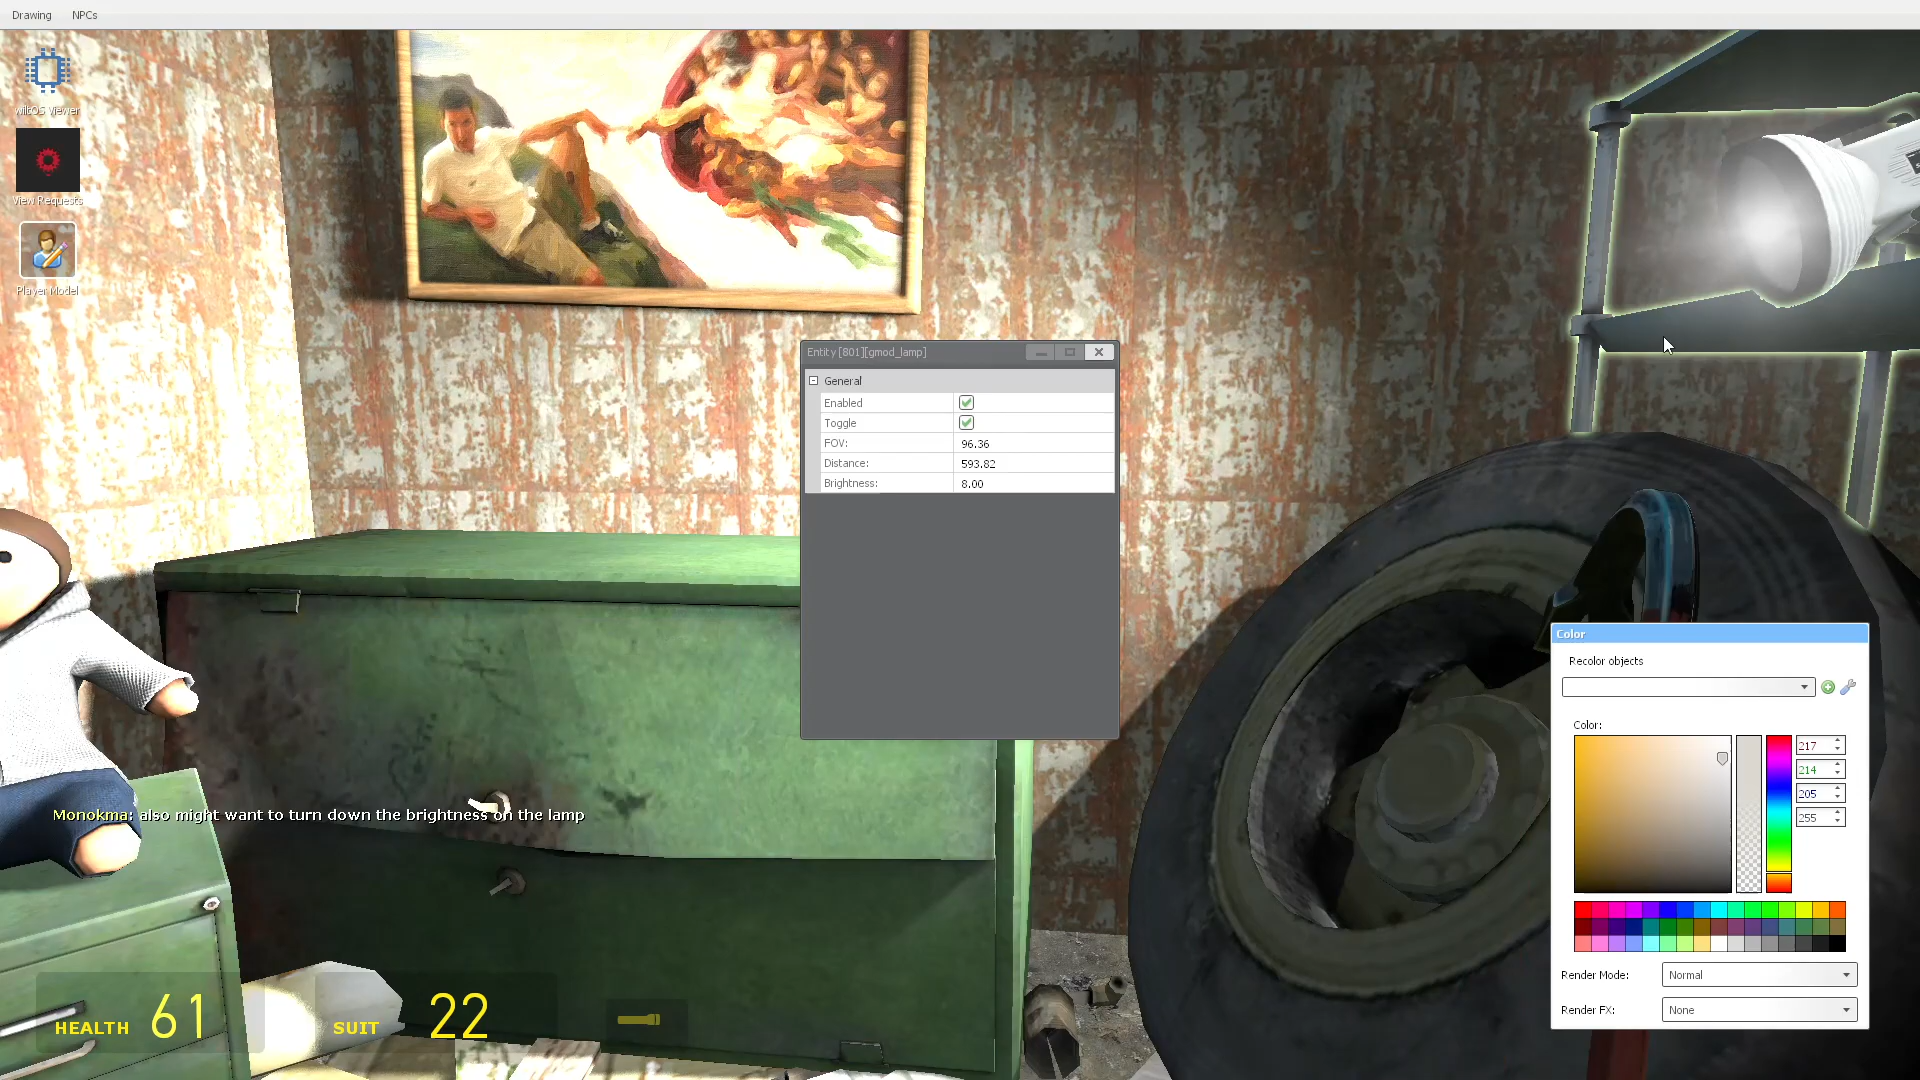 Drawing NPCs
wiltOS Viewer
View Requests
Player Model
Entity [801][gmod_lamp]
General
Enabled
Toggle
FOV: 96.36
Distance: 593.82
Brightness: 8.00
Color
Recolor objects
Color:
217
214
205
255
Render Mode: Normal
Render FX: None
Monokma: also might want to turn down the brightness on the lamp
HEALTH 61
SUIT 22